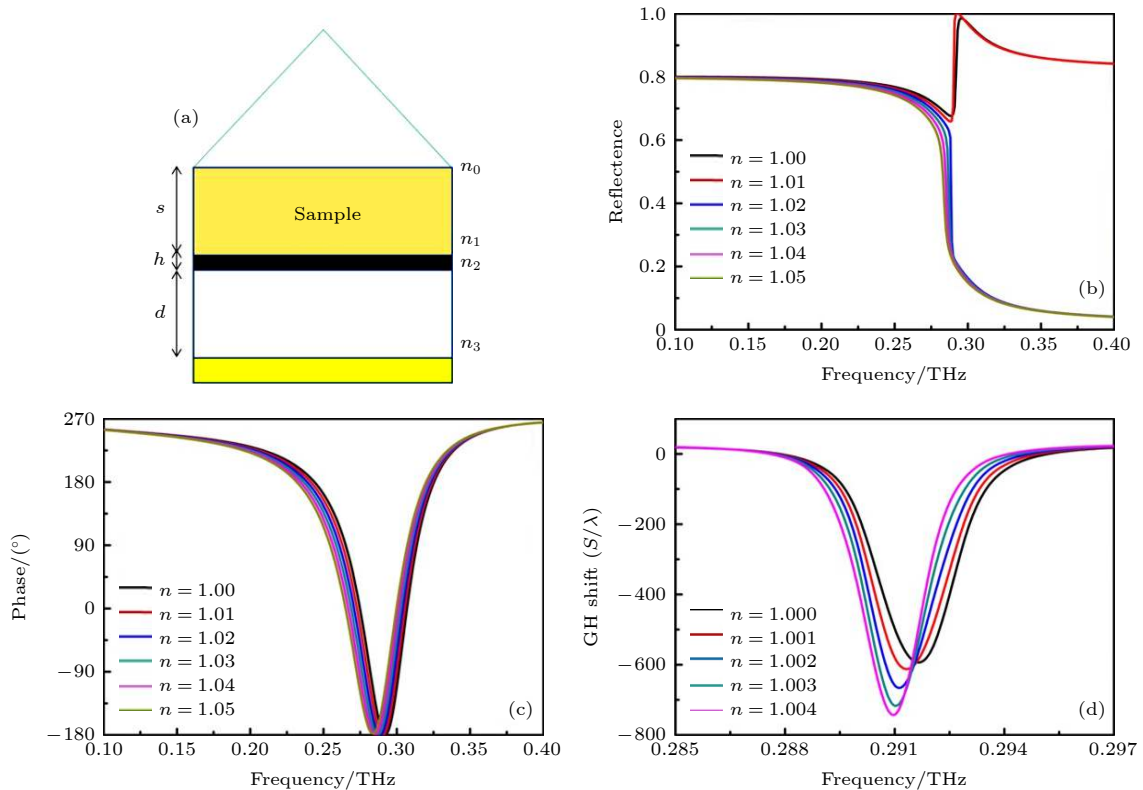 (a)
n₀
s
Sample
n₁
h
n₂
d
n₃
1.0
0.8
0.6
0.4
0.2
0
Reflectence
n = 1.00
n = 1.01
n = 1.02
n = 1.03
n = 1.04
n = 1.05
(b)
0.10 0.15 0.20 0.25 0.30 0.35 0.40
Frequency/THz
270
180
90
0
−90
−180
Phase/(°)
n = 1.00
n = 1.01
n = 1.02
n = 1.03
n = 1.04
n = 1.05
(c)
0.10 0.15 0.20 0.25 0.30 0.35 0.40
Frequency/THz
0
−200
−400
−600
−800
GH shift (S/λ)
n = 1.000
n = 1.001
n = 1.002
n = 1.003
n = 1.004
(d)
0.285 0.288 0.291 0.294 0.297
Frequency/THz